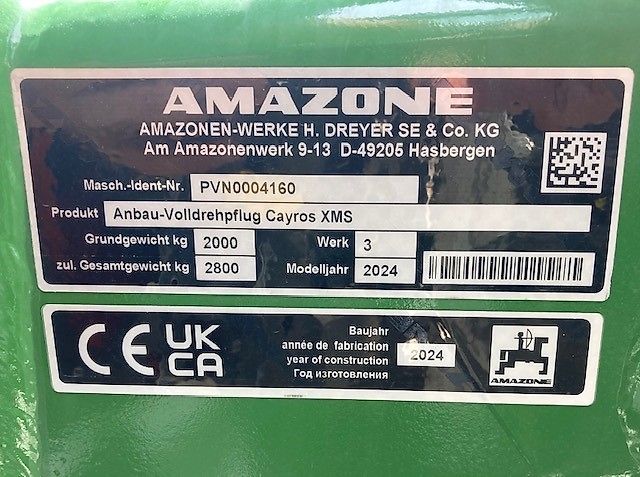 AMAZONE
AMAZONEN-WERKE H. DREYER SE & Co. KG
Am Amazonenwerk 9-13 D-49205 Hasbergen
Masch.-Ident-Nr. PVN0004160
Produkt Anbau-Volldrehpflug Cayros XMS
Grundgewicht kg 2000 Werk 3
zul. Gesamtgewicht kg 2800 Modelljahr 2024
CE UK CA
Baujahr
année de fabrication
year of construction
Год изготовления
2024
AMAZONE